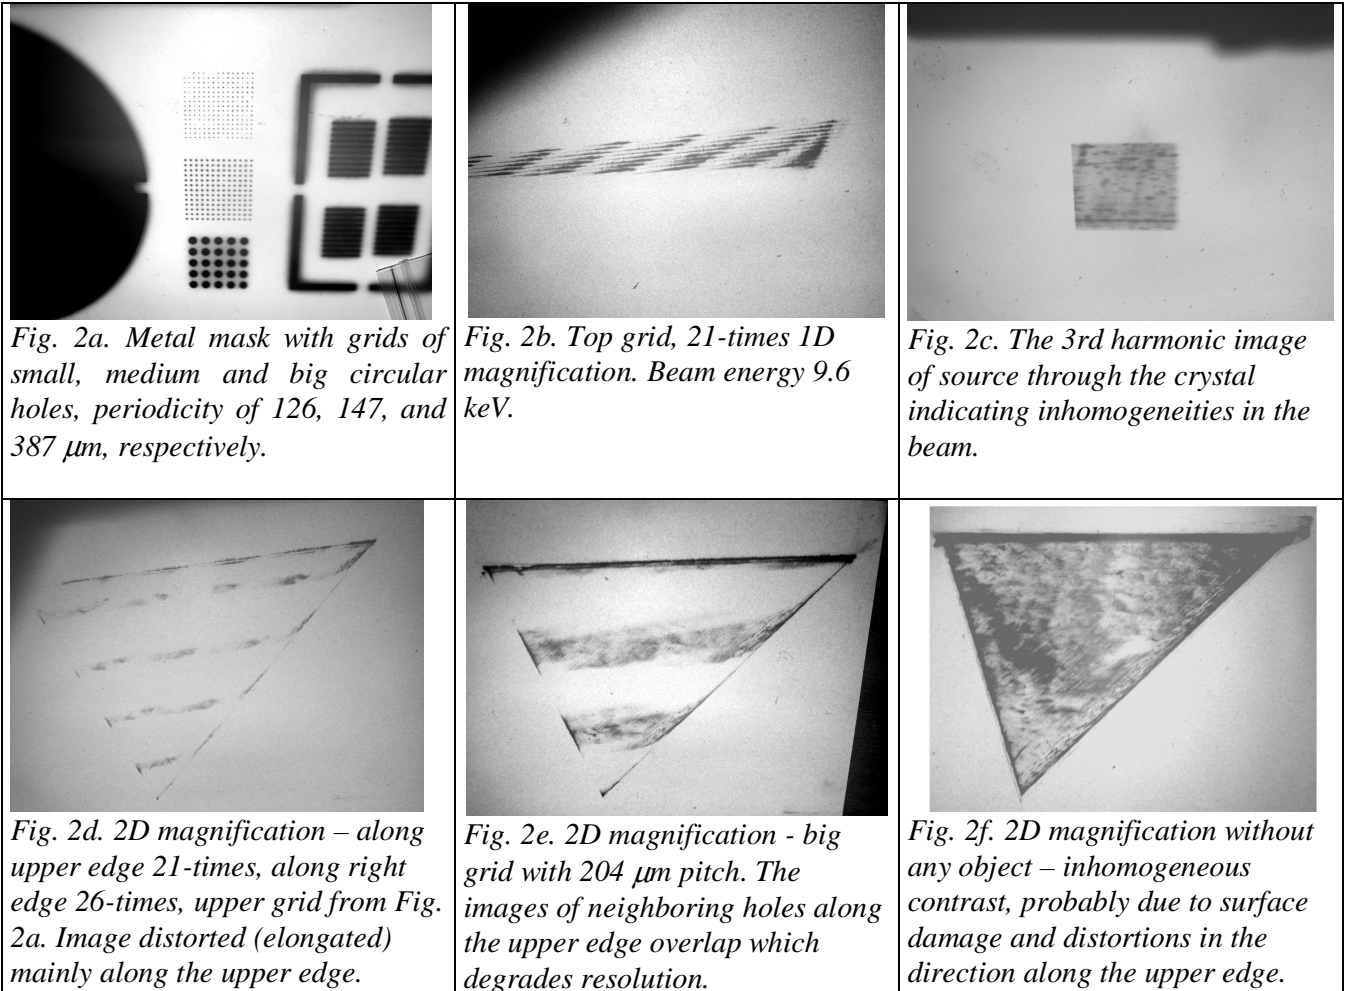 Fig. 2a. Metal mask with grids of
small, medium and big circular
holes, periodicity of 126, 147, and
387 μm, respectively.
Fig. 2b. Top grid, 21-times 1D
magnification. Beam energy 9.6
keV.
Fig. 2c. The 3rd harmonic image
of source through the crystal
indicating inhomogeneities in the
beam.
Fig. 2d. 2D magnification – along
upper edge 21-times, along right
edge 26-times, upper grid from Fig.
2a. Image distorted (elongated)
mainly along the upper edge.
Fig. 2e. 2D magnification - big
grid with 204 μm pitch. The
images of neighboring holes along
the upper edge overlap which
degrades resolution.
Fig. 2f. 2D magnification without
any object – inhomogeneous
contrast, probably due to surface
damage and distortions in the
direction along the upper edge.